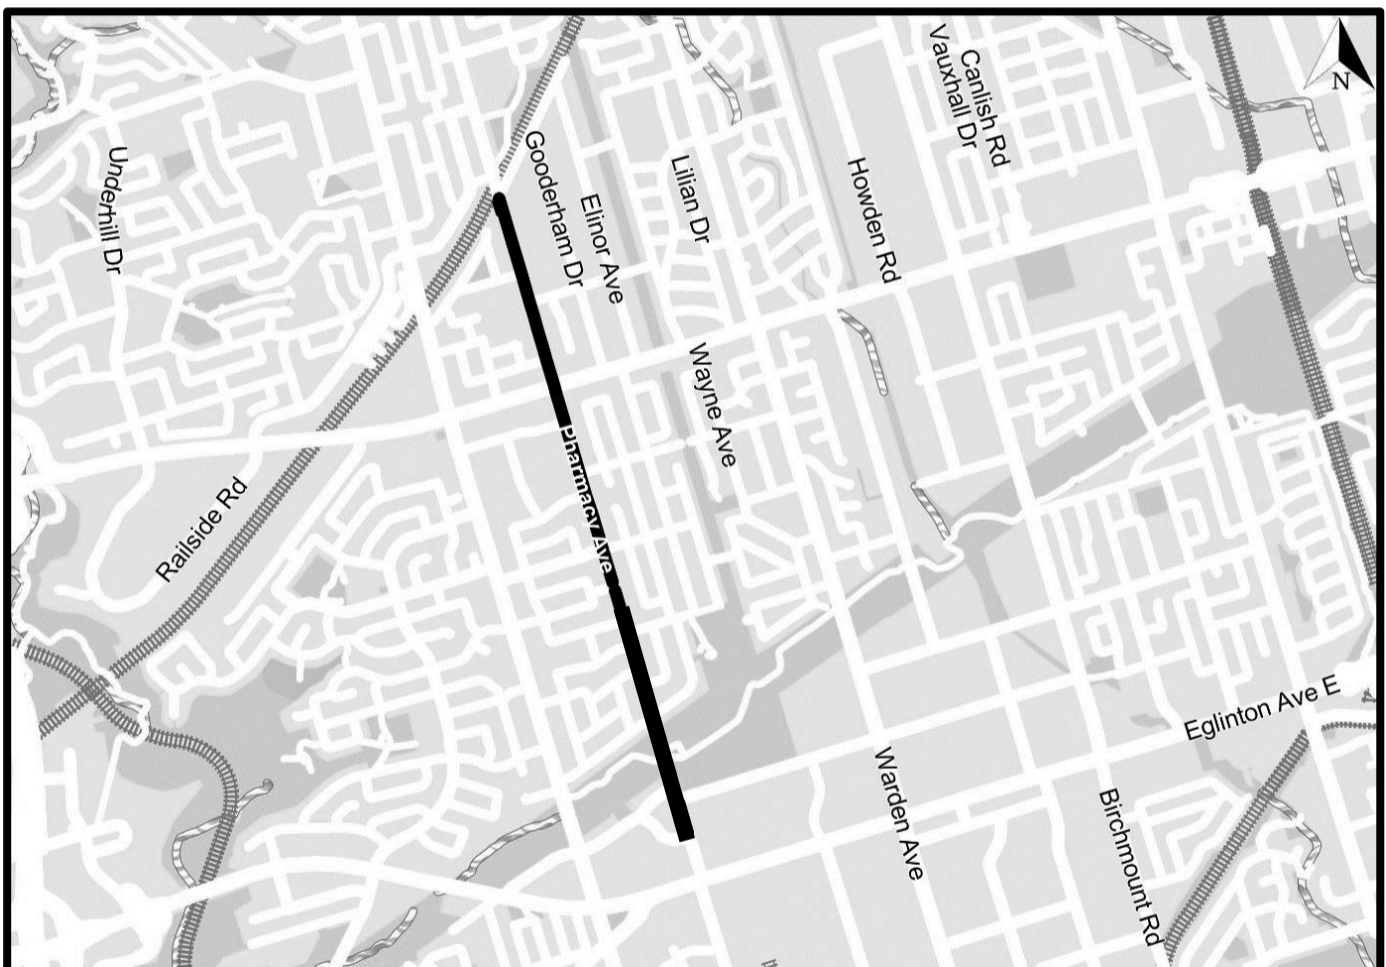 Canlish Rd
Vauxhall Dr
N
Underhill Dr
Gooderham Dr
Elinor Ave
Lilian Dr
Howden Rd
Wayne Ave
Pharmacy Ave
Railside Rd
Eglinton Ave E
Warden Ave
Birchmount Rd